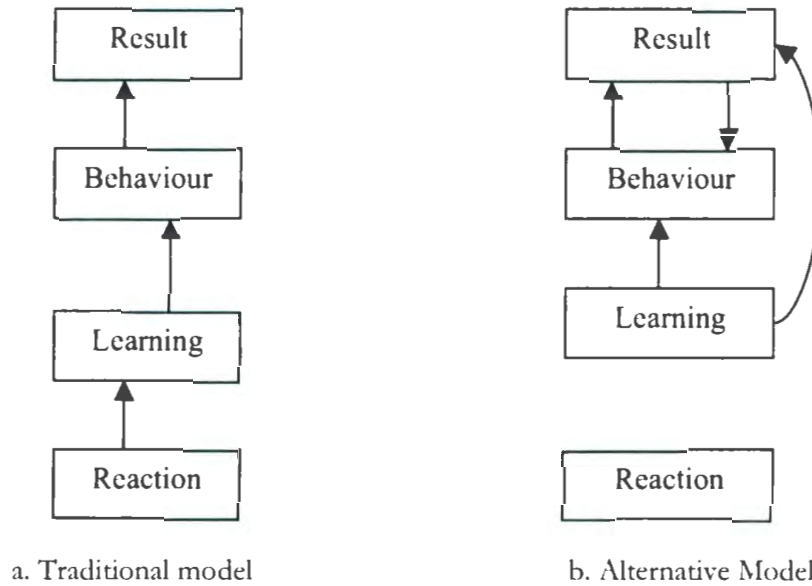 Result
Behaviour
Learning
Reaction
a. Traditional model
Result
Behaviour
Learning
Reaction
b. Alternative Model